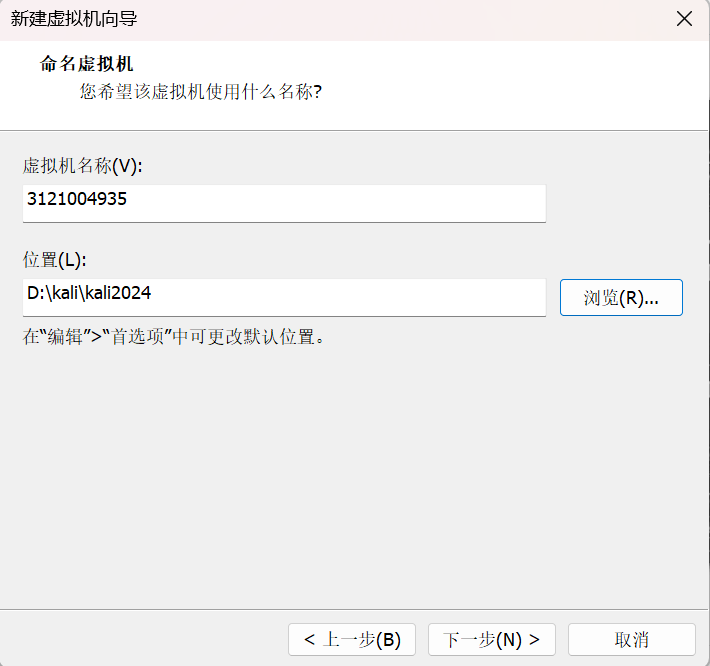 新建虚拟机向导
命名虚拟机
您希望该虚拟机使用什么名称?
虚拟机名称(V):
3121004935
位置(L):
D:\kali\kali2024
浏览(R)...
在“编辑”>“首选项”中可更改默认位置。
< 上一步(B)
下一步(N) >
取消